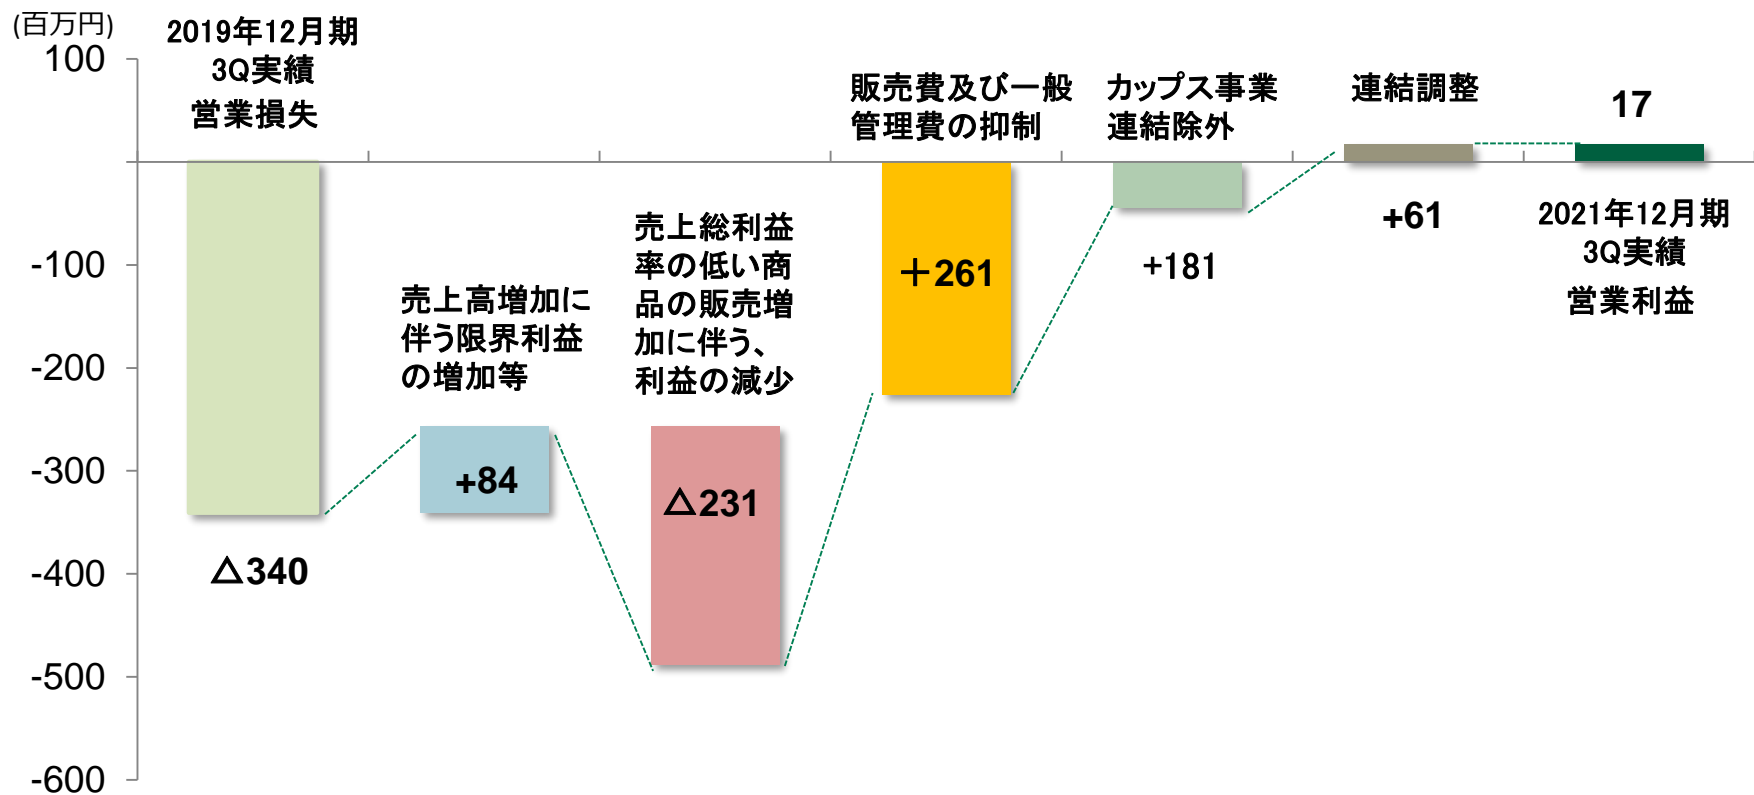 (百万円)
100
-100
-200
-300
-400
-500
-600
2019年12月期
3Q実績
営業損失
△340
売上高増加に
伴う限界利益
の増加等
+84
売上総利益
率の低い商
品の販売増
加に伴う、
利益の減少
△231
販売費及び一般
管理費の抑制
＋261
カップス事業
連結除外
+181
連結調整
+61
17
2021年12月期
3Q実績
営業利益